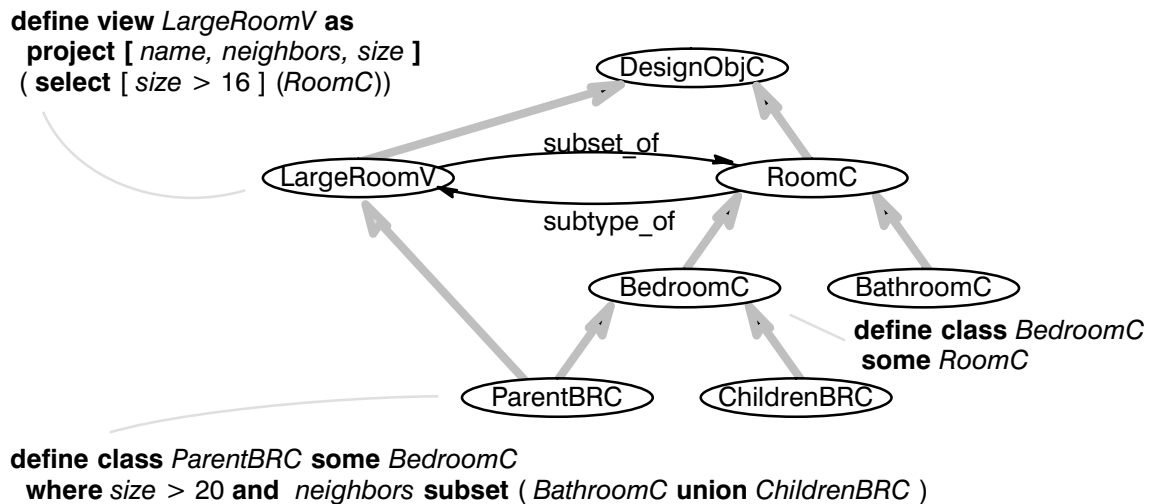 define view LargeRoomV as
project [ name, neighbors, size ]
( select [ size > 16 ] (RoomC))
DesignObjC
subset_of
LargeRoomV
RoomC
subtype_of
BedroomC
BathroomC
define class BedroomC
some RoomC
ParentBRC
ChildrenBRC
define class ParentBRC some BedroomC
where size > 20 and neighbors subset ( BathroomC union ChildrenBRC )